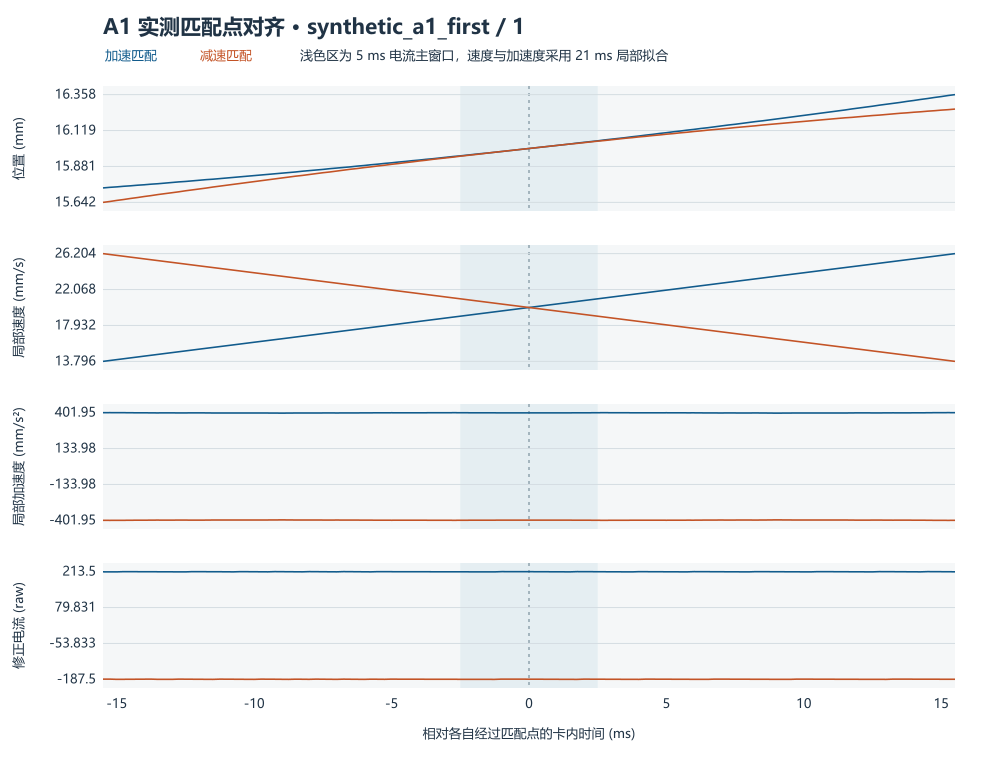 A1 实测匹配点对齐 • synthetic_a1_first / 1
加速匹配 减速匹配 浅色区为 5 ms 电流主窗口，速度与加速度采用 21 ms 局部拟合
位置 (mm)
16.358
16.119
15.881
15.642
局部速度 (mm/s)
26.204
22.068
17.932
13.796
局部加速度 (mm/s²)
401.95
133.98
-133.98
-401.95
修正电流 (raw)
213.5
79.831
-53.833
-187.5
-15 -10 -5 0 5 10 15
相对各自经过匹配点的卡内时间 (ms)